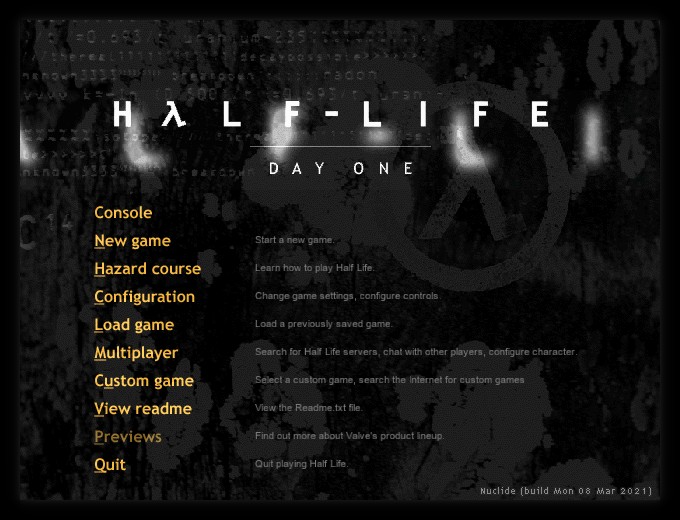 HλLF-LIFE
DAY ONE
Console
New game Start a new game.
Hazard course Learn how to play Half Life.
Configuration Change game settings, configure controls
Load game Load a previously saved game.
Multiplayer Search for Half Life servers, chat with other players, configure character.
Custom game Select a custom game, search the Internet for custom games
View readme View the Readme.txt file.
Previews Find out more about Valve's product lineup.
Quit Quit playing Half Life.
Nuclide (build Mon 08 Mar 2021)